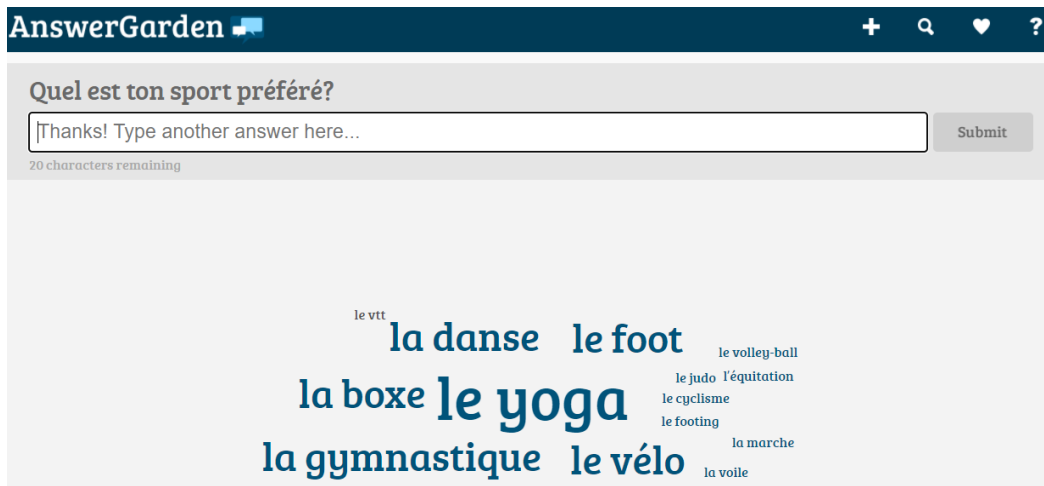 AnswerGarden
Quel est ton sport préféré?
Thanks! Type another answer here...
Submit
20 characters remaining
le vtt
la danse
le foot
le volley-ball
le judo
l'équitation
la boxe
le yoga
le cyclisme
le footing
la marche
la gymnastique
le vélo
la voile